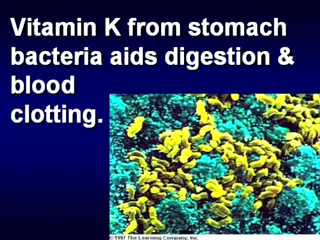 Vitamin K from stomach
bacteria aids digestion &
blood
clotting.
© 1997 The Learning Company, Inc.